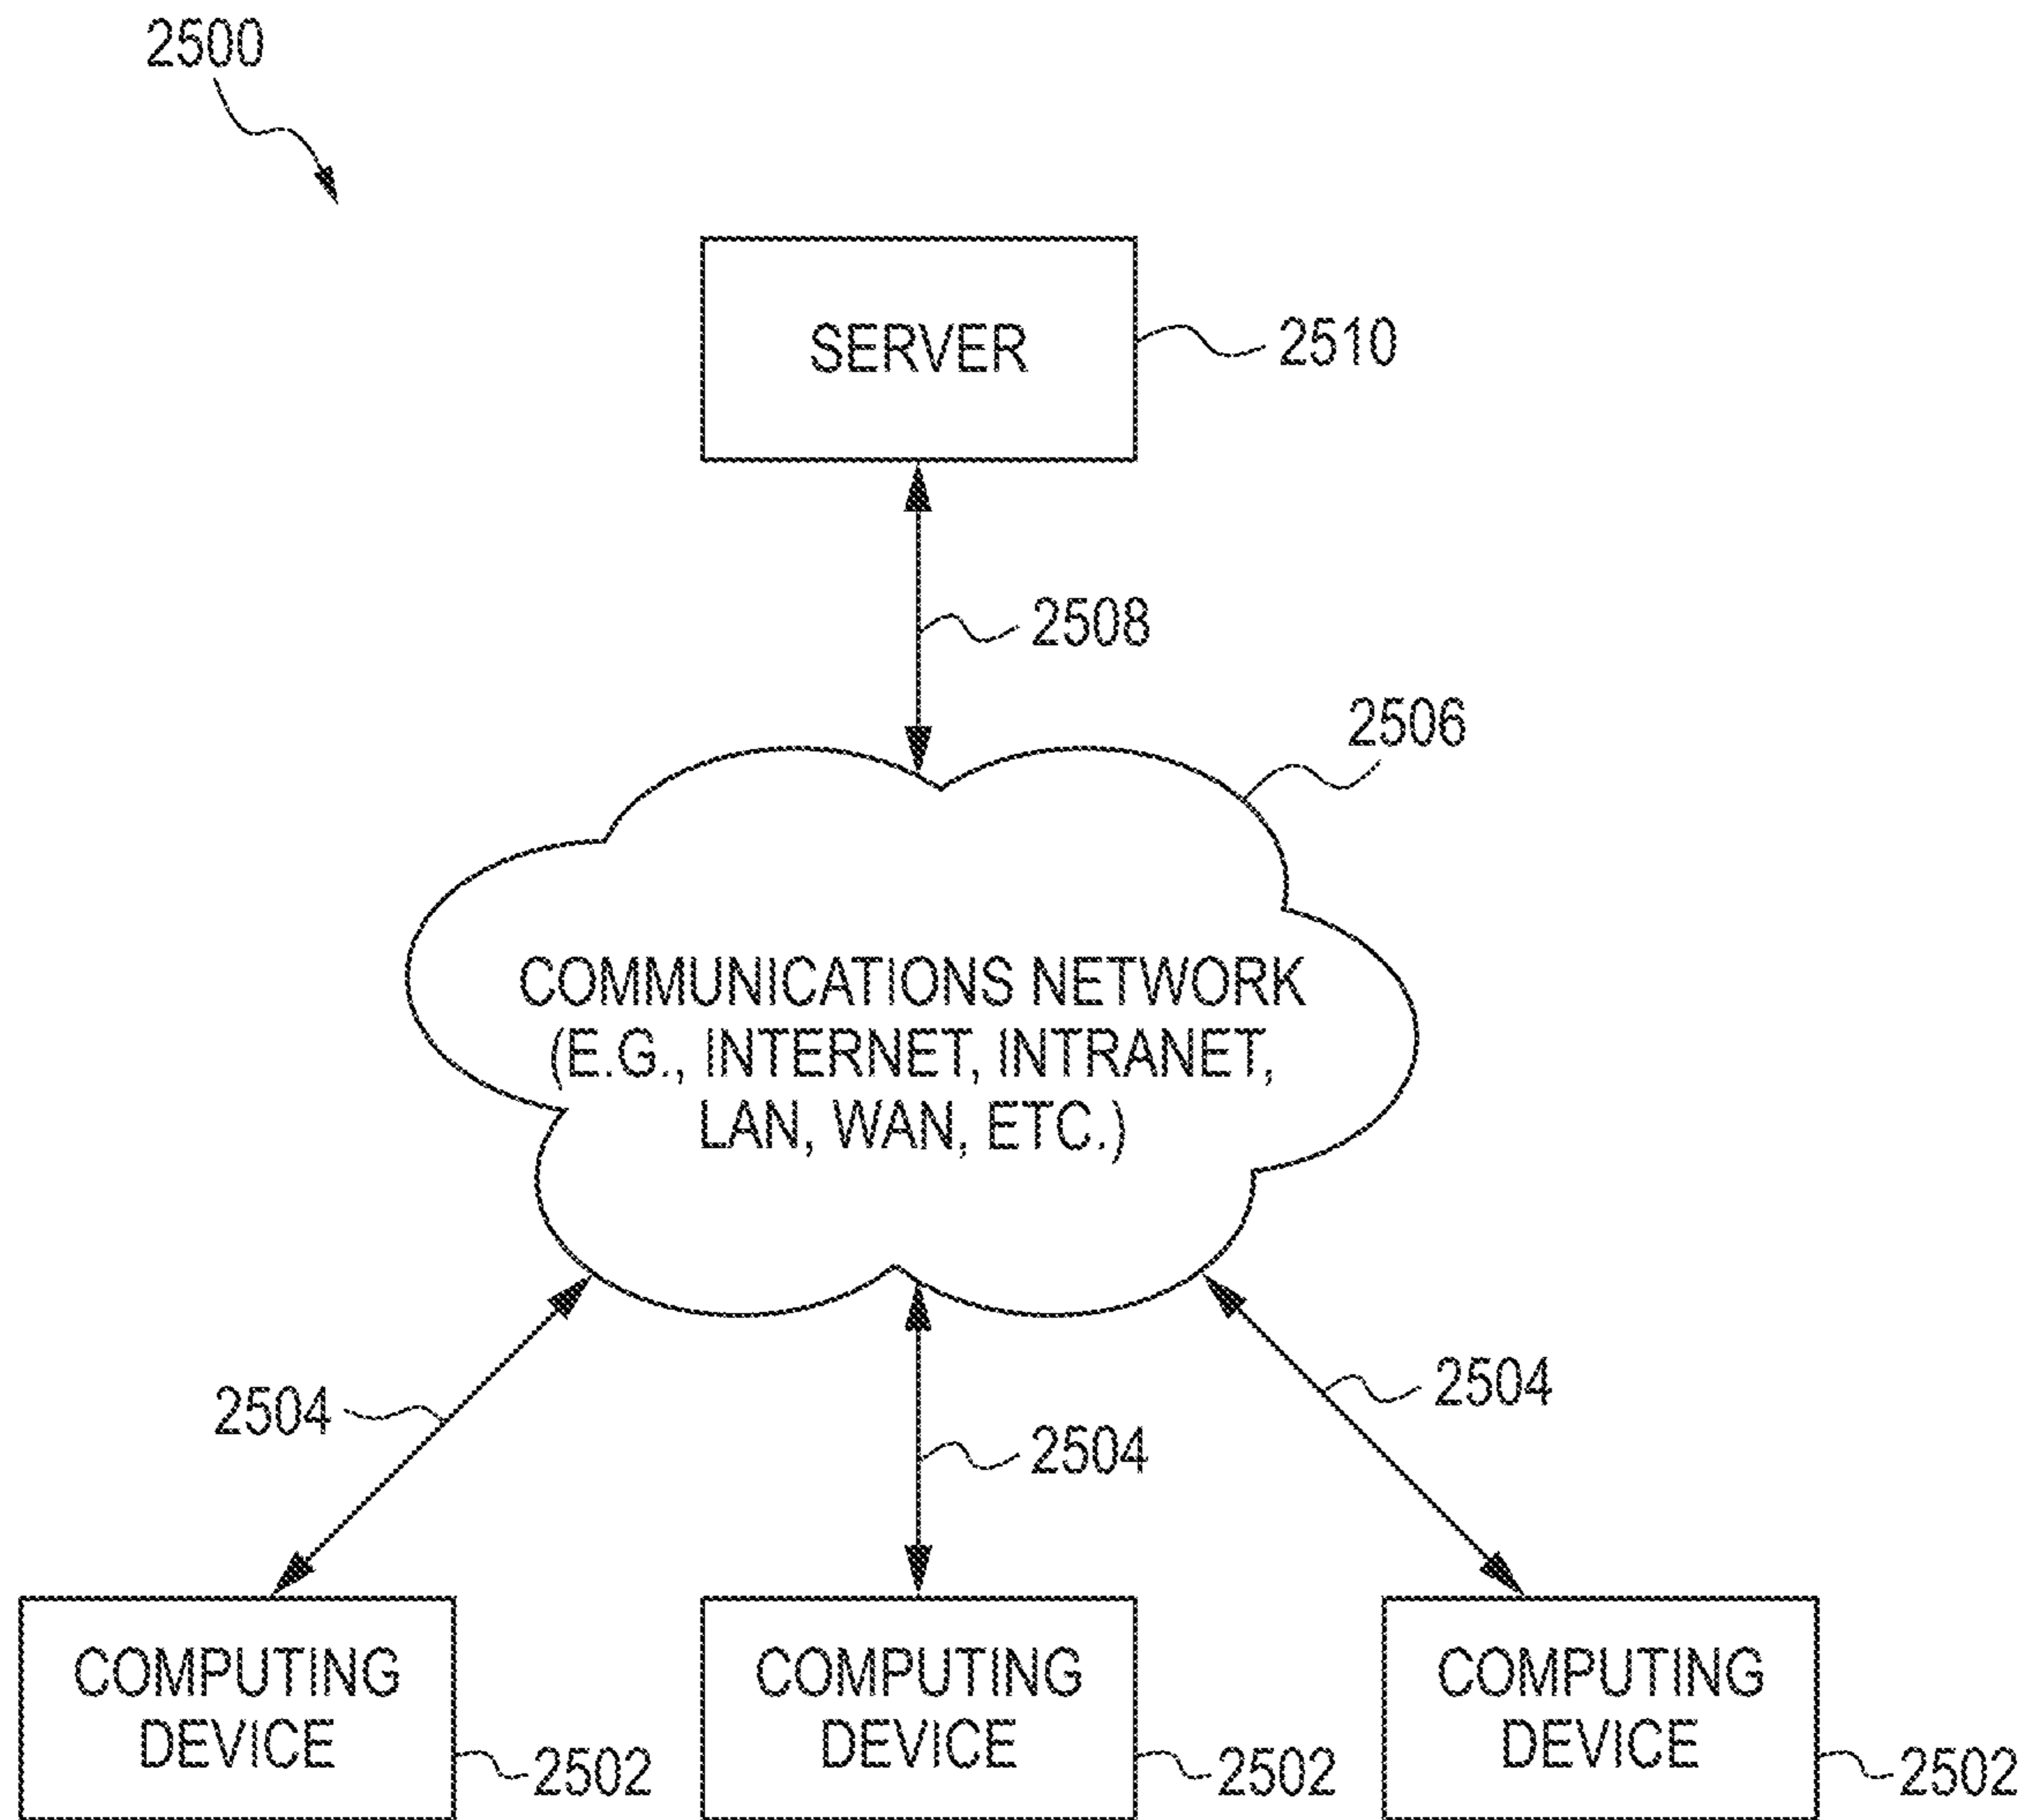 2500
SERVER
2510
2508
2506
COMMUNICATIONS NETWORK
(E.G., INTERNET, INTRANET,
LAN, WAN, ETC.)
2504
2504
2504
COMPUTING
DEVICE
2502
COMPUTING
DEVICE
2502
COMPUTING
DEVICE
2502